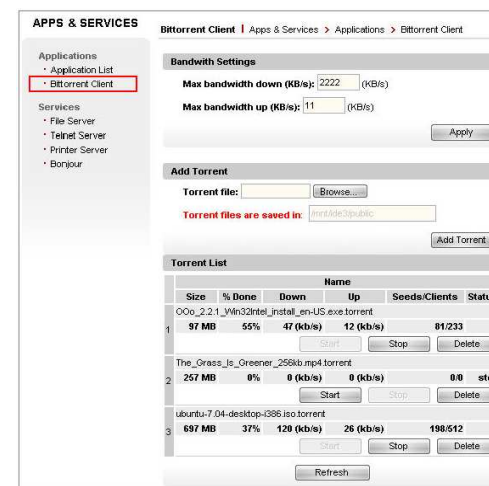 APPS & SERVICES
Bittorrent Client | Apps & Services > Applications > Bittorrent Client
Applications
Application List
Bittorrent Client
Services
File Server
Telnet Server
Printer Server
Bonjour
Bandwith Settings
Max bandwidth down (KB/s): 2222 (KB/s)
Max bandwidth up (KB/s): 11 (KB/s)
Apply
Add Torrent
Torrent file: Browse...
Torrent files are saved in: /mnt/ide3/public
Add Torrent
Torrent List
Name
Size % Done Down Up Seeds/Clients Statu
OOo_2.2.1_Win32Intel_install_en-US.exe.torrent
1 97 MB 55% 47 (kb/s) 12 (kb/s) 81/233
Start Stop Delete
The_Grass_Is_Greener_256kb.mp4.torrent
2 257 MB 0% 0 (kb/s) 0 (kb/s) 0/0 sto
Start Stop Delete
ubuntu-7.04-desktop-i386.iso.torrent
3 697 MB 37% 120 (kb/s) 26 (kb/s) 198/512
Start Stop Delete
Refresh